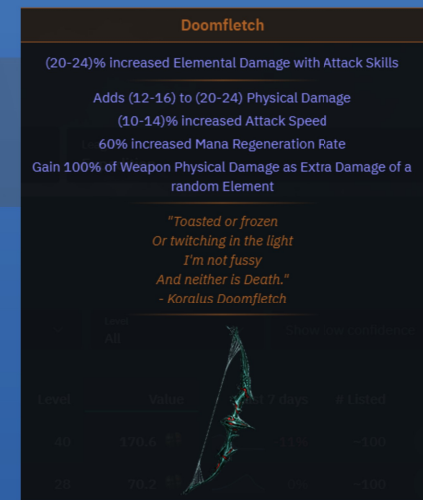 Doomfletch
(20-24)% increased Elemental Damage with Attack Skills
Adds (12-16) to (20-24) Physical Damage
(10-14)% increased Attack Speed
60% increased Mana Regeneration Rate
Gain 100% of Weapon Physical Damage as Extra Damage of a
random Element
"Toasted or frozen
Or twitching in the light
I'm not fussy
And neither is Death."
- Koralus Doomfletch
All
Show low confidence
Level Value 7 days # Listed
40 170.6 11% ~100
28 70.2 0% ~100